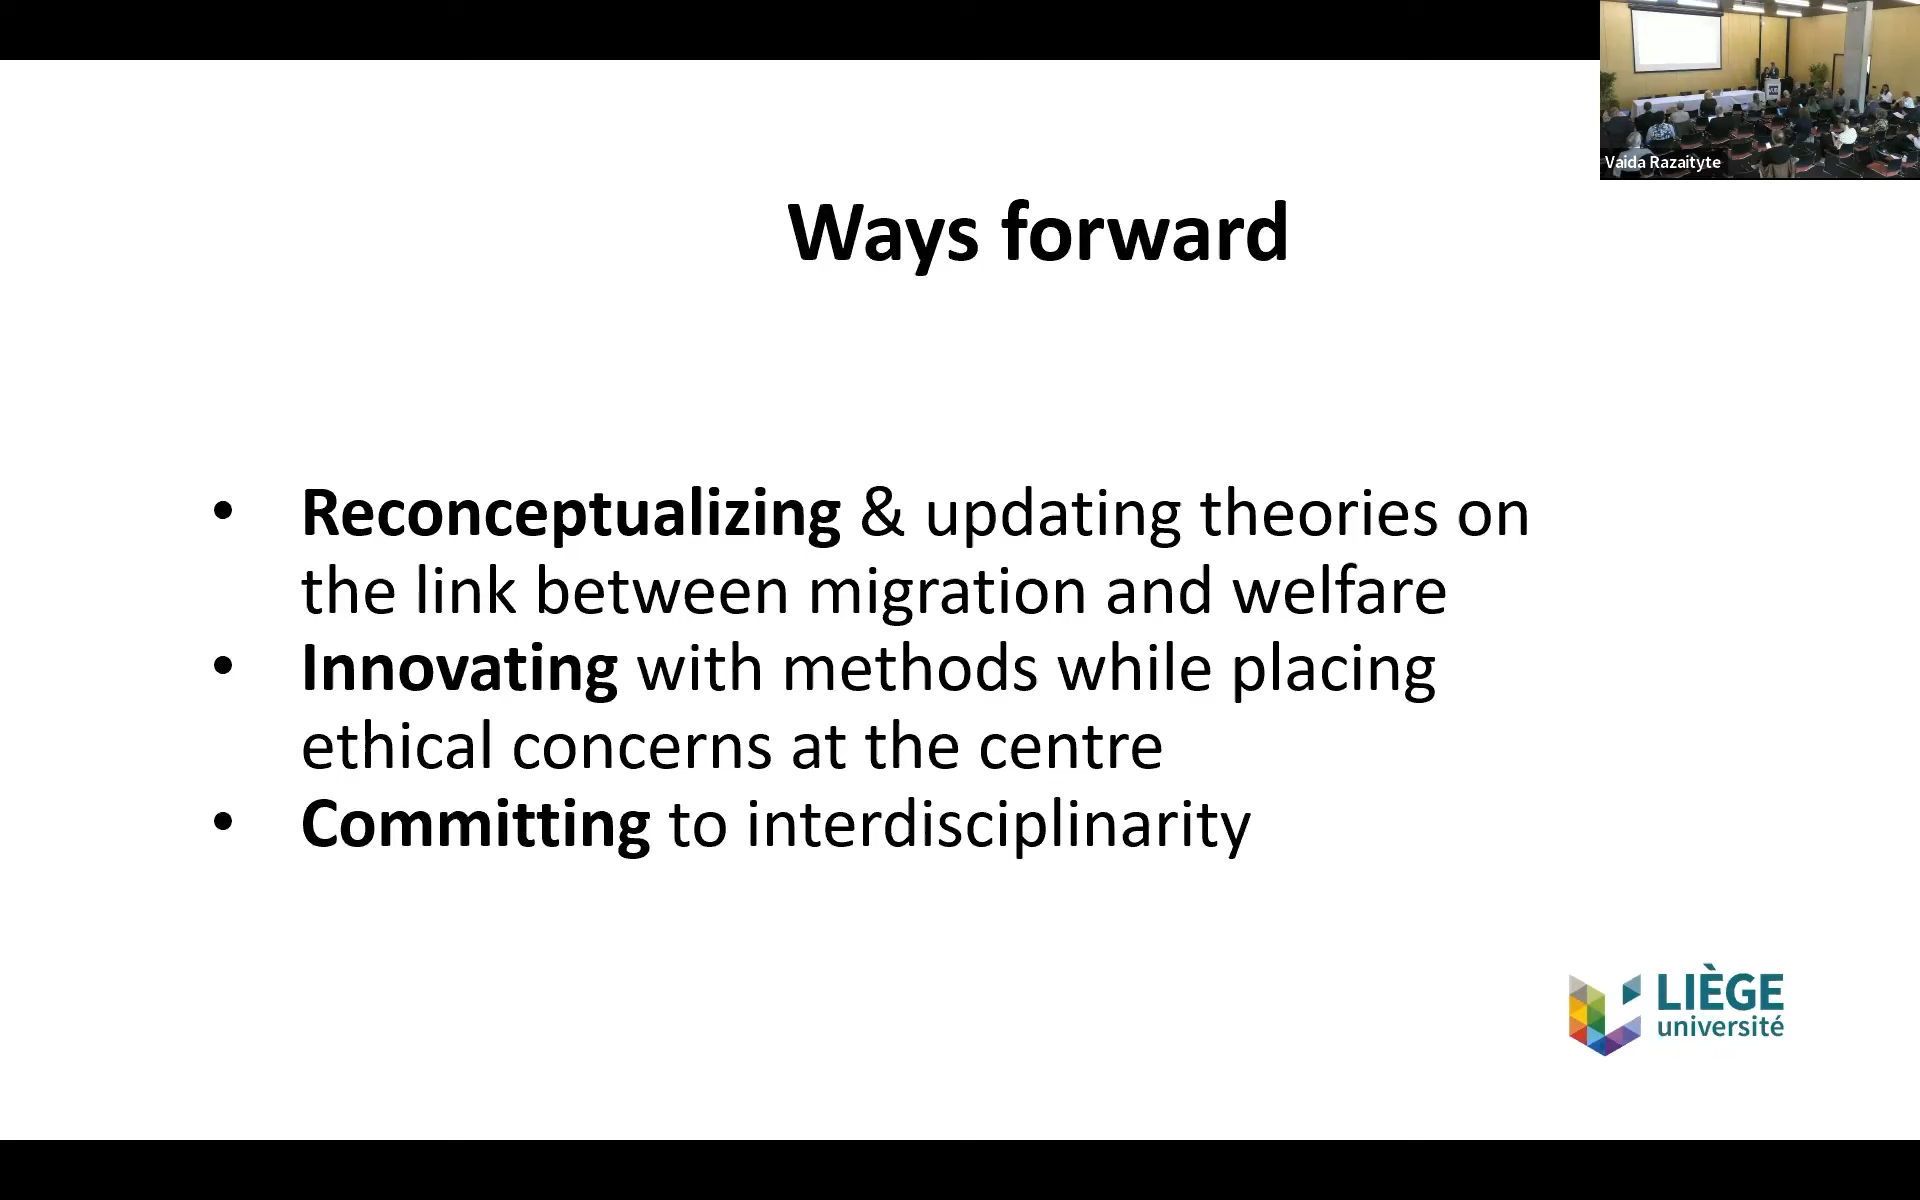 Vaida Razaityte
Ways forward
• Reconceptualizing & updating theories on
the link between migration and welfare
• Innovating with methods while placing
ethical concerns at the centre
• Committing to interdisciplinarity
LIÈGE
université